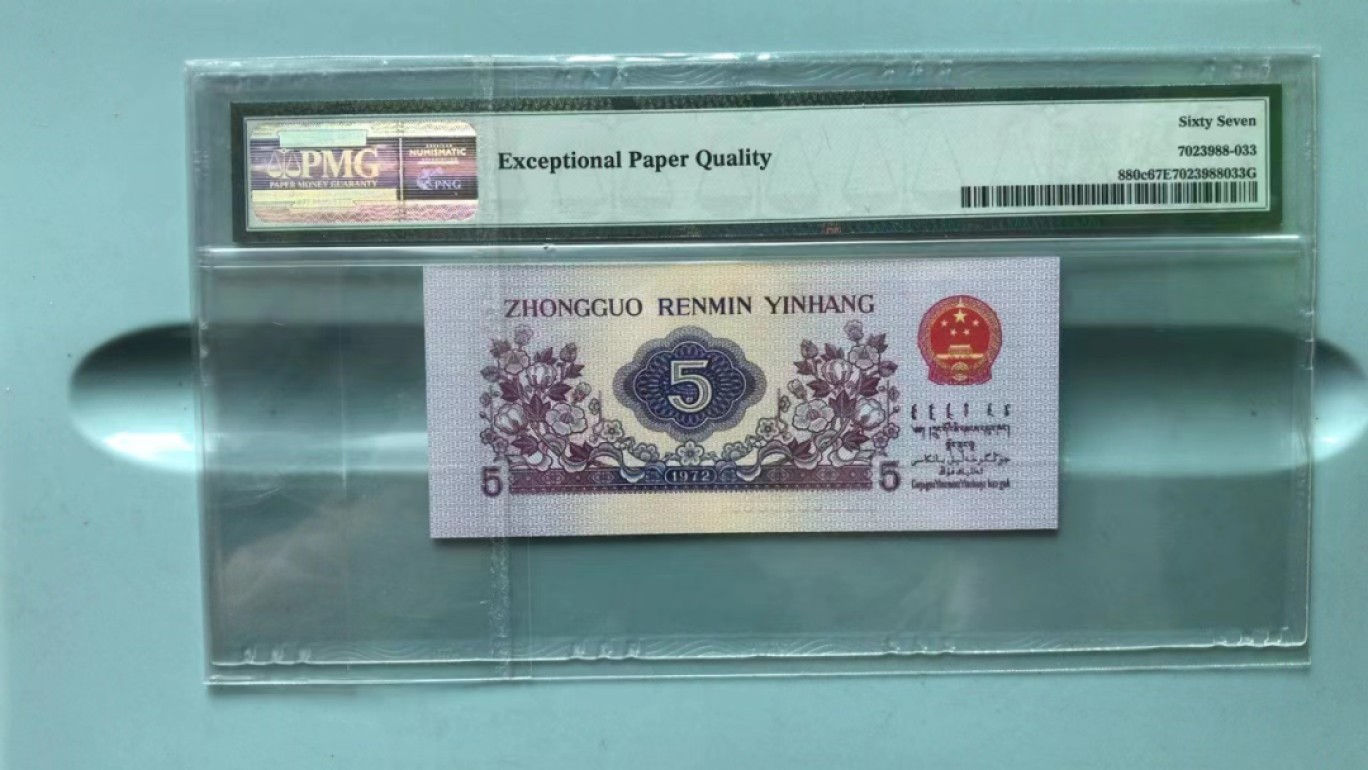 PMG
PAPER MONEY GUARANTY
NUMISMATIC
PNG
Exceptional Paper Quality
Sixty Seven
7023988-033
880c67E7023988033G
ZHONGGUO RENMIN YINHANG
5
1972
5
5